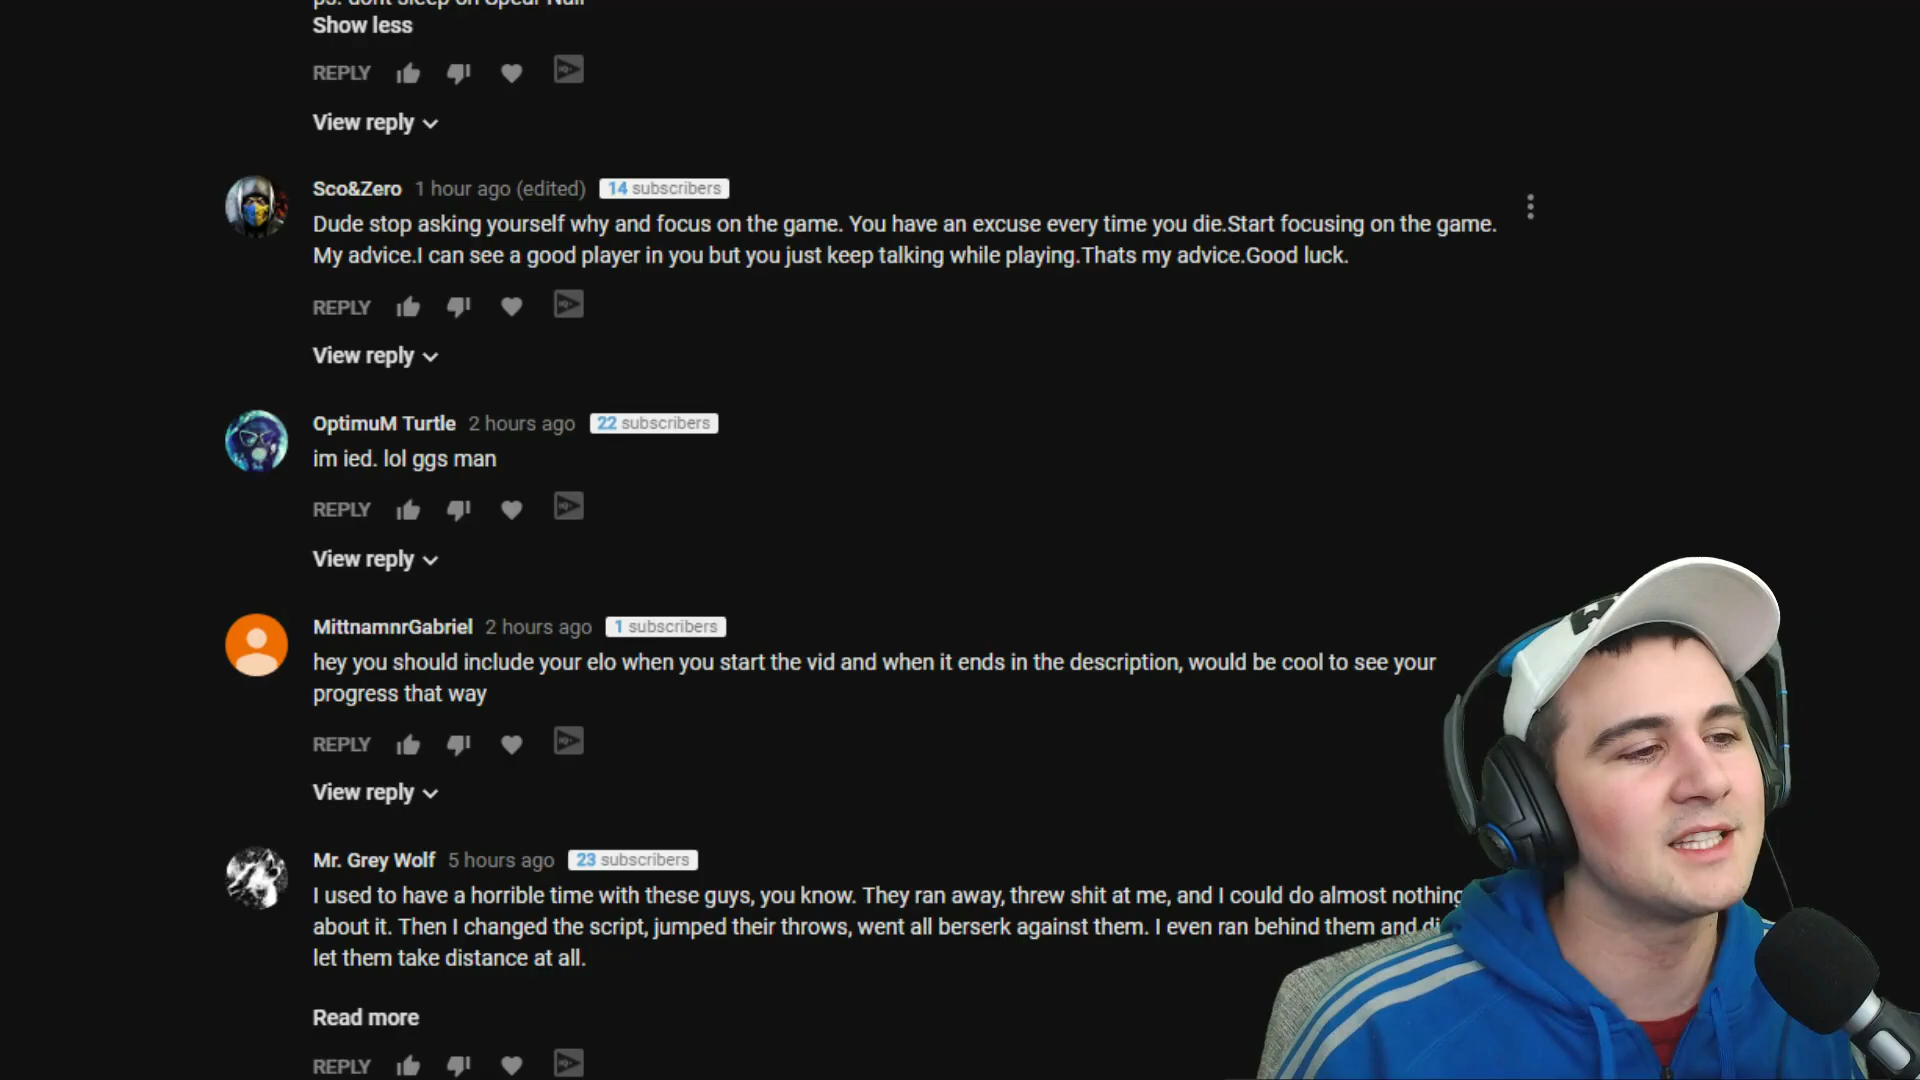 Show less
REPLY
View reply
Sco&Zero 1 hour ago (edited) 14 subscribers
Dude stop asking yourself why and focus on the game. You have an excuse every time you die.Start focusing on the game.
My advice.I can see a good player in you but you just keep talking while playing.Thats my advice.Good luck.
REPLY
View reply
OptimuM Turtle 2 hours ago 22 subscribers
im ied. lol ggs man
REPLY
View reply
MittnamnrGabriel 2 hours ago 1 subscribers
hey you should include your elo when you start the vid and when it ends in the description, would be cool to see your
progress that way
REPLY
View reply
Mr. Grey Wolf 5 hours ago 23 subscribers
I used to have a horrible time with these guys, you know. They ran away, threw shit at me, and I could do almost nothing
about it. Then I changed the script, jumped their throws, went all berserk against them. I even ran behind them and
let them take distance at all.
Read more
REPLY